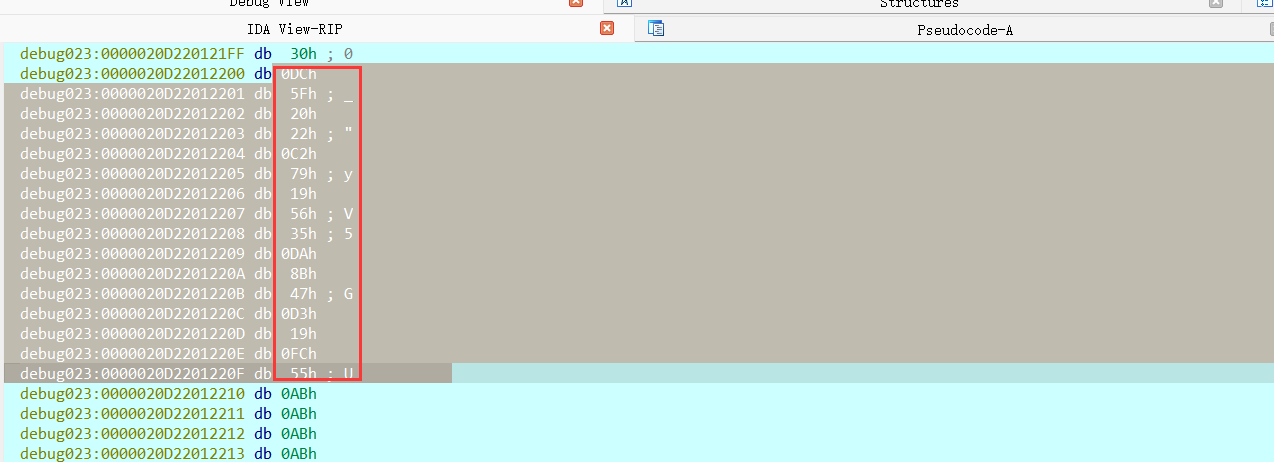 Debug View Structures
IDA View-RIP Pseudocode-A
debug023:0000020D220121FF db 30h ; 0
debug023:0000020D22012200 db 0DCh
debug023:0000020D22012201 db 5Fh ; _
debug023:0000020D22012202 db 20h
debug023:0000020D22012203 db 22h ; "
debug023:0000020D22012204 db 0C2h
debug023:0000020D22012205 db 79h ; y
debug023:0000020D22012206 db 19h
debug023:0000020D22012207 db 56h ; V
debug023:0000020D22012208 db 35h ; 5
debug023:0000020D22012209 db 0DAh
debug023:0000020D2201220A db 8Bh
debug023:0000020D2201220B db 47h ; G
debug023:0000020D2201220C db 0D3h
debug023:0000020D2201220D db 19h
debug023:0000020D2201220E db 0FCh
debug023:0000020D2201220F db 55h ; U
debug023:0000020D22012210 db 0ABh
debug023:0000020D22012211 db 0ABh
debug023:0000020D22012212 db 0ABh
debug023:0000020D22012213 db 0ABh